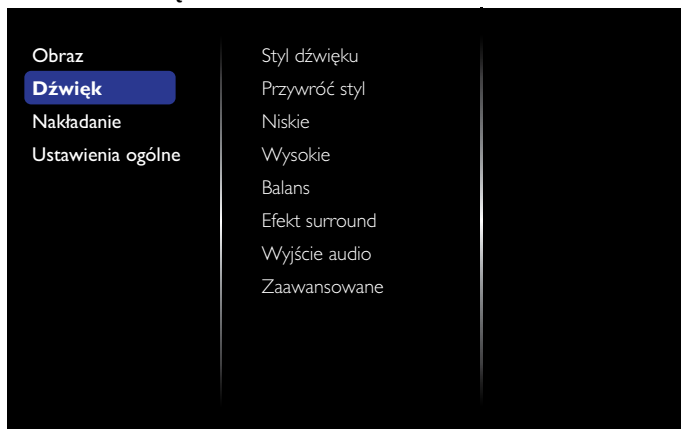 Obraz
Dźwięk
Nakładanie
Ustawienia ogólne
Styl dźwięku
Przywróć styl
Niskie
Wysokie
Balans
Efekt surround
Wyjście audio
Zaawansowane